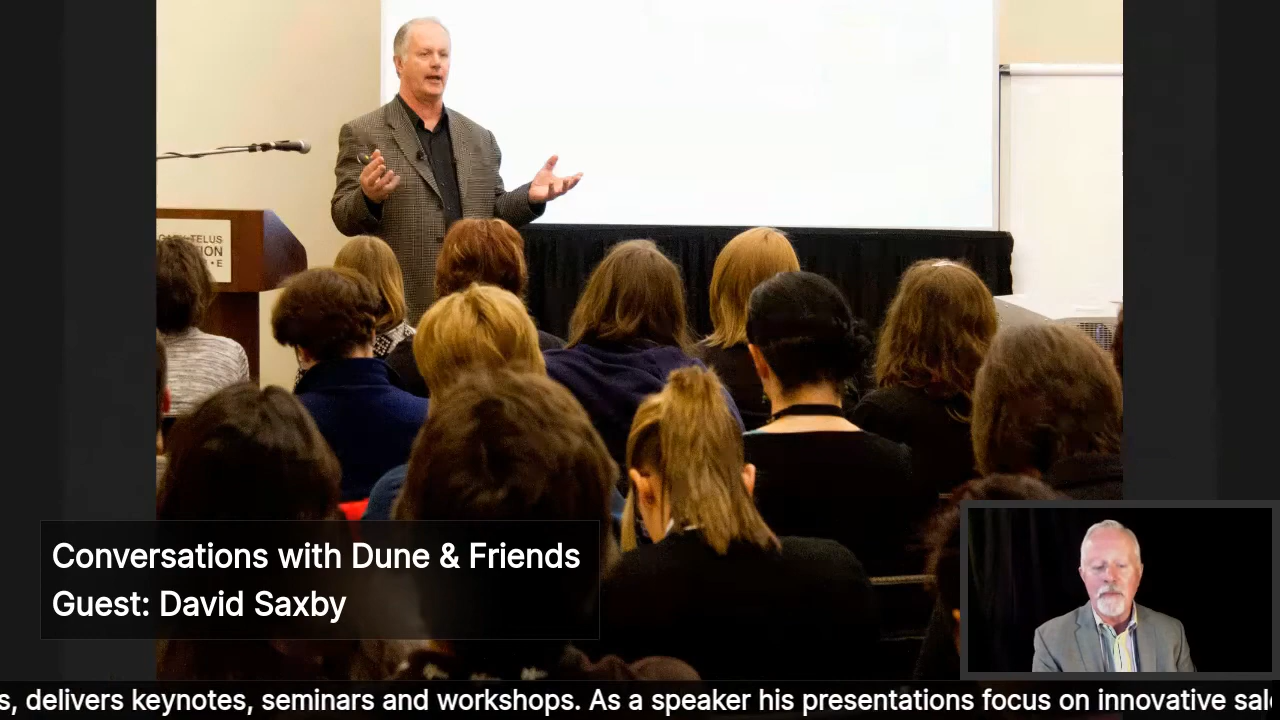 TELUS
Conversations with Dune & Friends
Guest: David Saxby
delivers keynotes, seminars and workshops. As a speaker his presentations focus on innovative